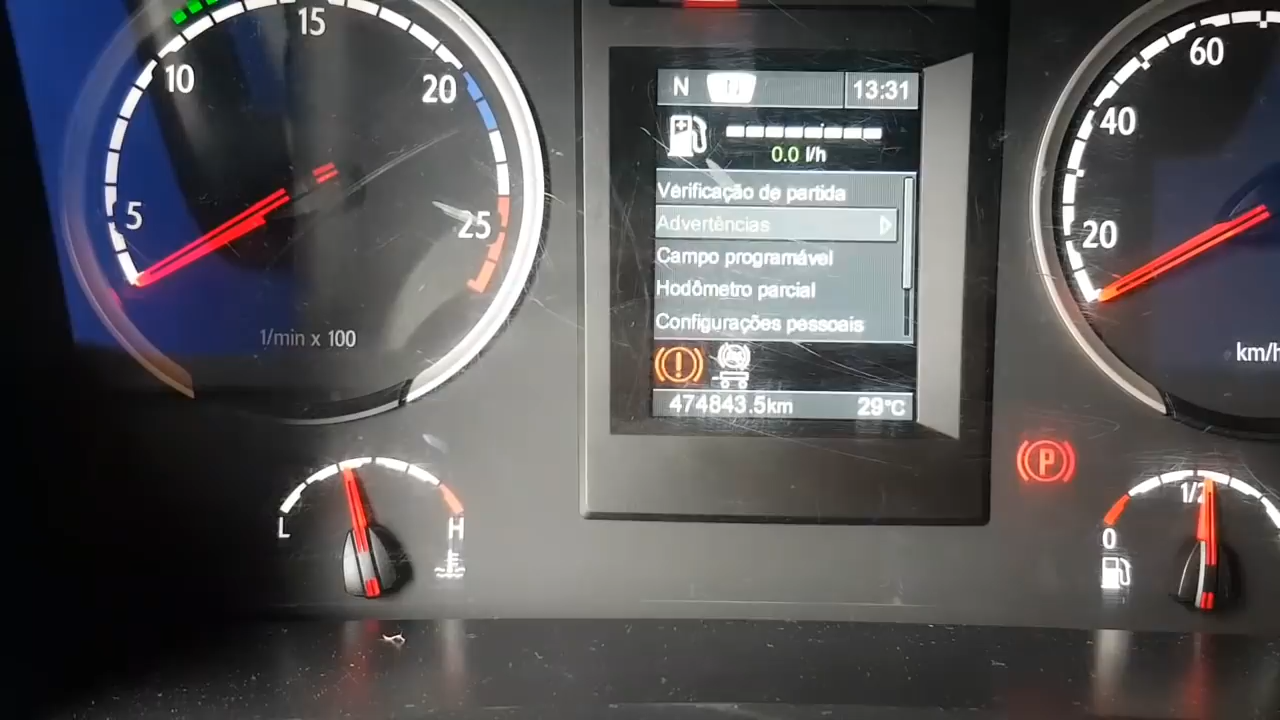 5
10
15
20
25
1/min x 100
N
13:31
0.0 l/h
Verificação de partida
Advertências
Campo programável
Hodômetro parcial
Configurações pessoais
474843.5km 29°C
20
40
60
km/h
L H
P
0 1/2